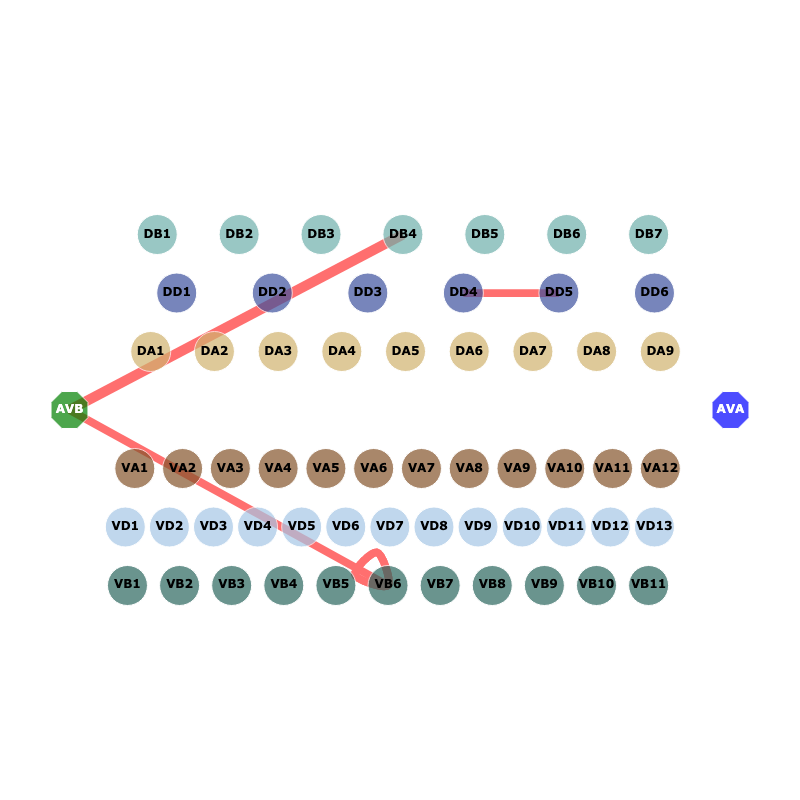 DB1 DB2 DB3 DB4 DB5 DB6 DB7
DD1 DD2 DD3 DD4 DD5 DD6
DA1 DA2 DA3 DA4 DA5 DA6 DA7 DA8 DA9
AVB AVA
VA1 VA2 VA3 VA4 VA5 VA6 VA7 VA8 VA9 VA10 VA11 VA12
VD1 VD2 VD3 VD4 VD5 VD6 VD7 VD8 VD9 VD10 VD11 VD12 VD13
VB1 VB2 VB3 VB4 VB5 VB6 VB7 VB8 VB9 VB10 VB11